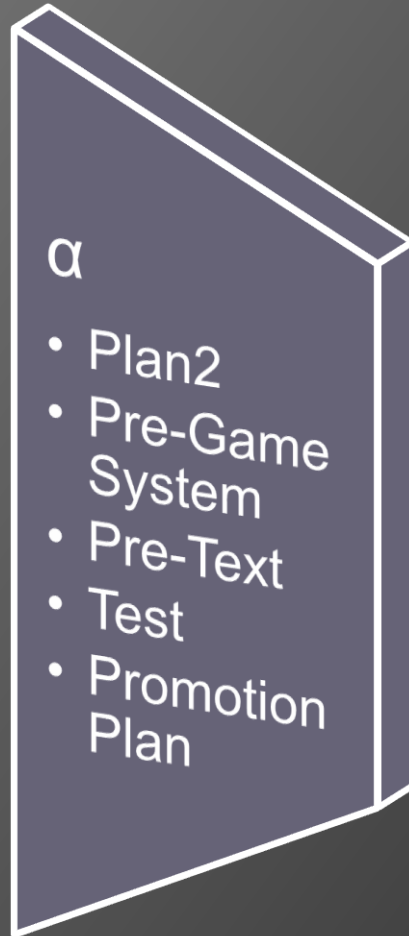 α
• Plan2
• Pre-Game
System
• Pre-Text
• Test
• Promotion
Plan